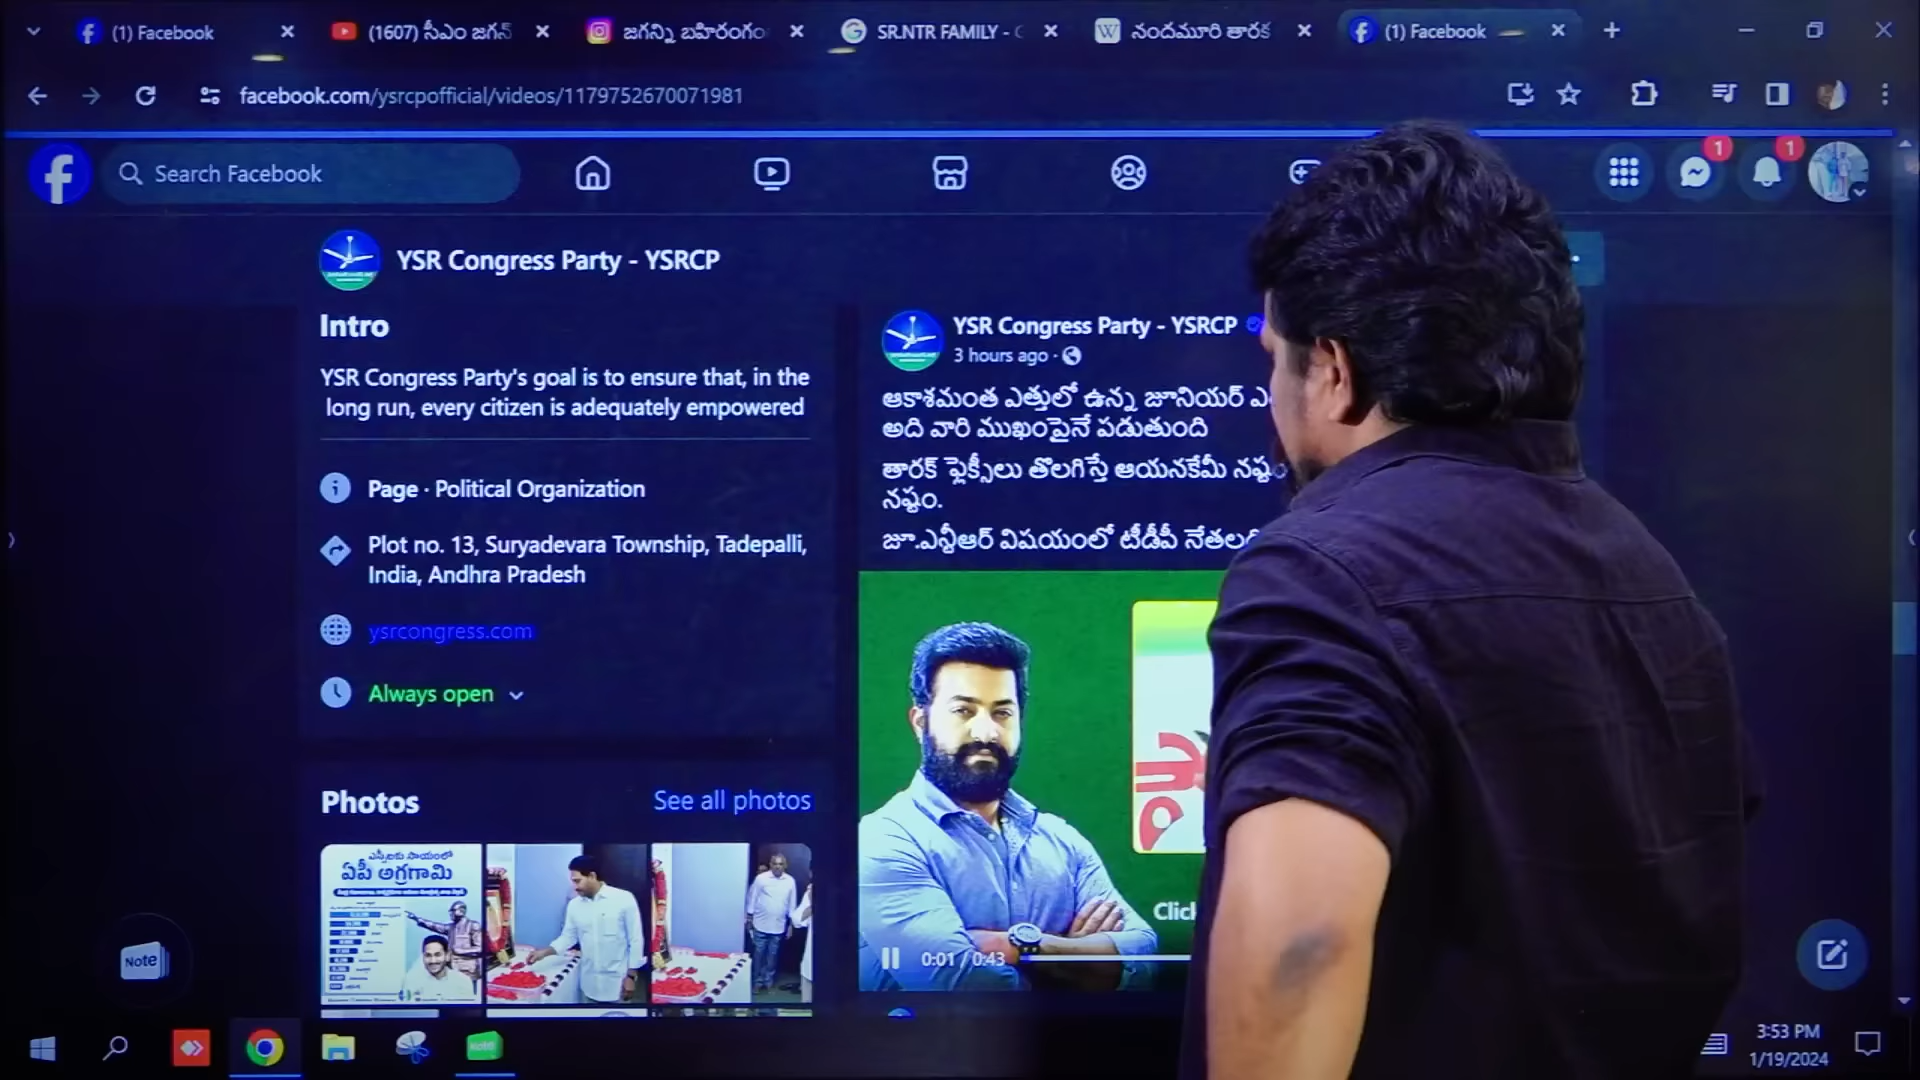 (1) Facebook
(1607) సీఎం జగన్
జగన్ని బహిరంగం
SR.NTR FAMILY -
నందమూరి తారక
(1) Facebook
facebook.com/ysrcpofficial/videos/1179752670071981
Search Facebook
1
1
YSR Congress Party - YSRCP
Intro
YSR Congress Party's goal is to ensure that, in the
long run, every citizen is adequately empowered
Page · Political Organization
Plot no. 13, Suryadevara Township, Tadepalli,
India, Andhra Pradesh
ysrcongress.com
Always open
Photos
See all photos
ఏపీ అగ్రగామి
YSR Congress Party - YSRCP
3 hours ago
ఆకాశమంత ఎత్తులో ఉన్న జూనియర్
అది వారి ముఖంపైనే పడుతుంది
తారక్ ఫ్లెక్సీలు తొలగిస్తే ఆయనకేమీ నష్టం
నష్టం.
జూ.ఎన్టీఆర్ విషయంలో టీడీపీ
Click
0:01 / 0:43
Note
Note
3:53 PM
1/19/2024